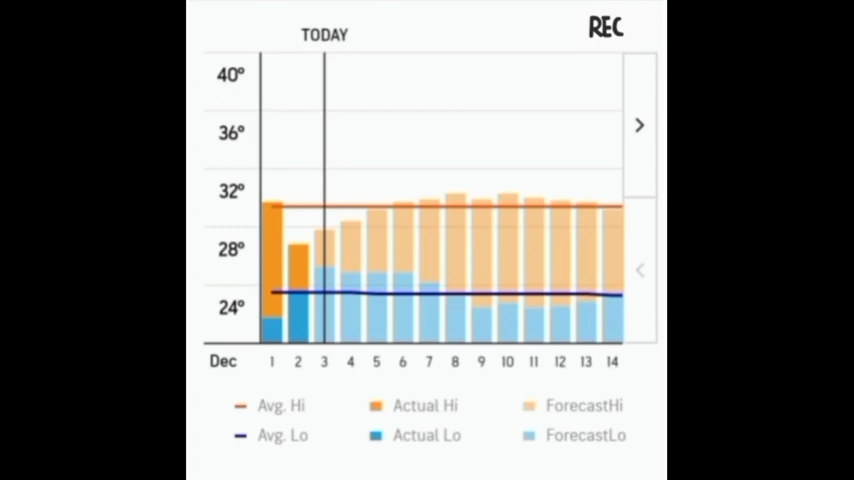 REC
TODAY
40°
36°
32°
28°
24°
Dec 1 2 3 4 5 6 7 8 9 10 11 12 13 14
Avg. Hi Actual Hi ForecastHi
Avg. Lo Actual Lo ForecastLo